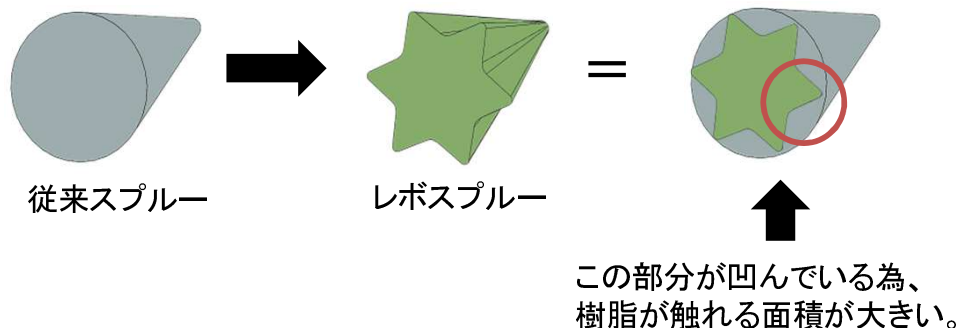 従来スプルー
レボスプルー
=
この部分が凹んでいる為、
樹脂が触れる面積が大きい。